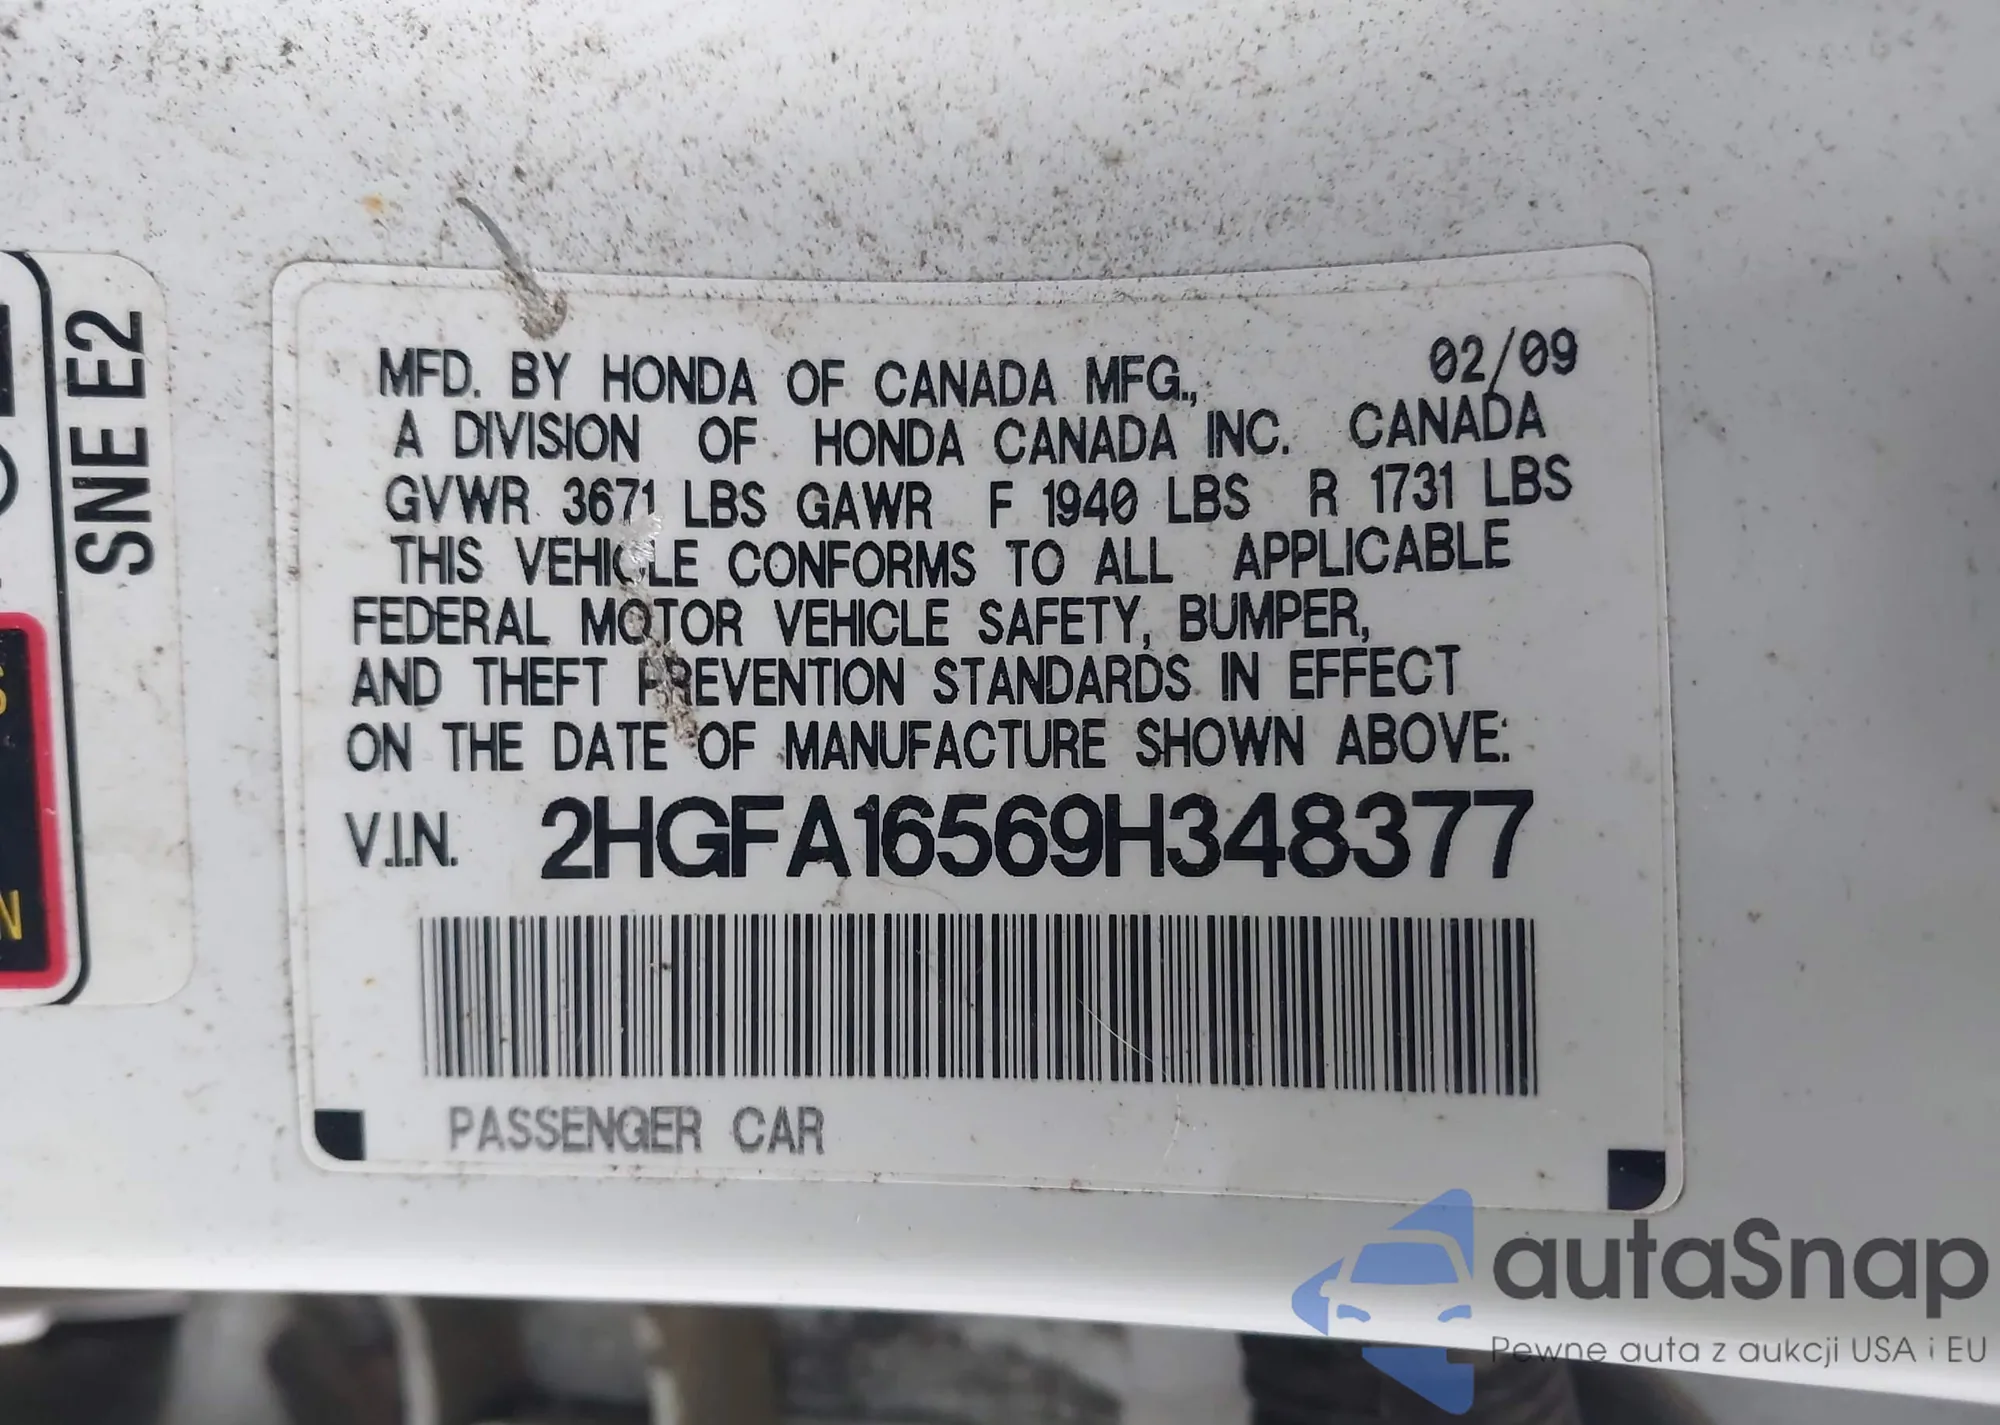 SNE E2
MFD. BY HONDA OF CANADA MFG., 02/09
A DIVISION OF HONDA CANADA INC. CANADA
GVWR 3671 LBS GAWR F 1940 LBS R 1731 LBS
THIS VEHICLE CONFORMS TO ALL APPLICABLE
FEDERAL MOTOR VEHICLE SAFETY, BUMPER,
AND THEFT PREVENTION STANDARDS IN EFFECT
ON THE DATE OF MANUFACTURE SHOWN ABOVE:
V.I.N. 2HGFA16569H348377
PASSENGER CAR
autaSnap
Pewne auta z aukcji USA i EU